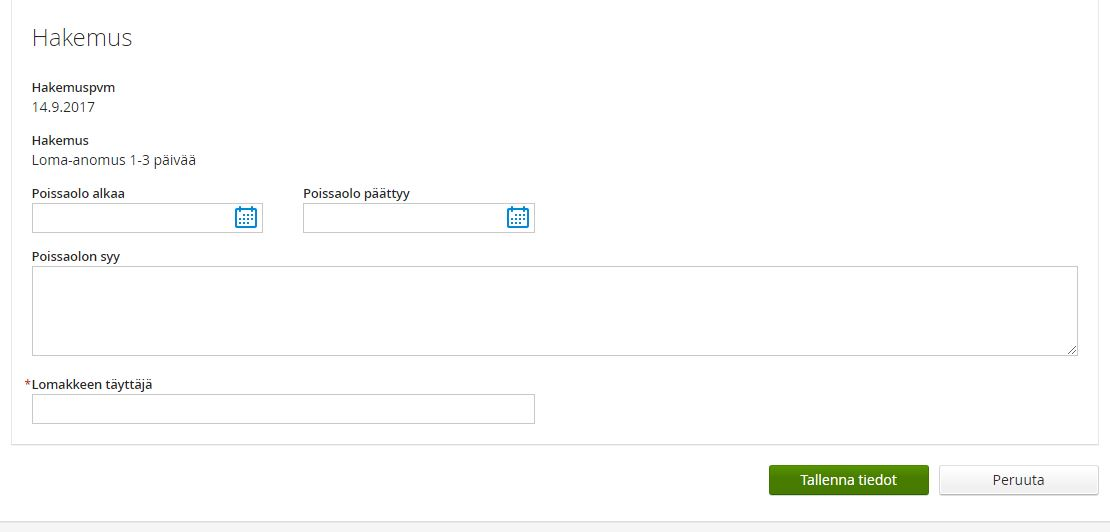 Hakemus
Hakemuspvm
14.9.2017
Hakemus
Loma-anomus 1-3 päivää
Poissaolo alkaa
Poissaolo päättyy
Poissaolon syy
*Lomakkeen täyttäjä
Tallenna tiedot
Peruuta